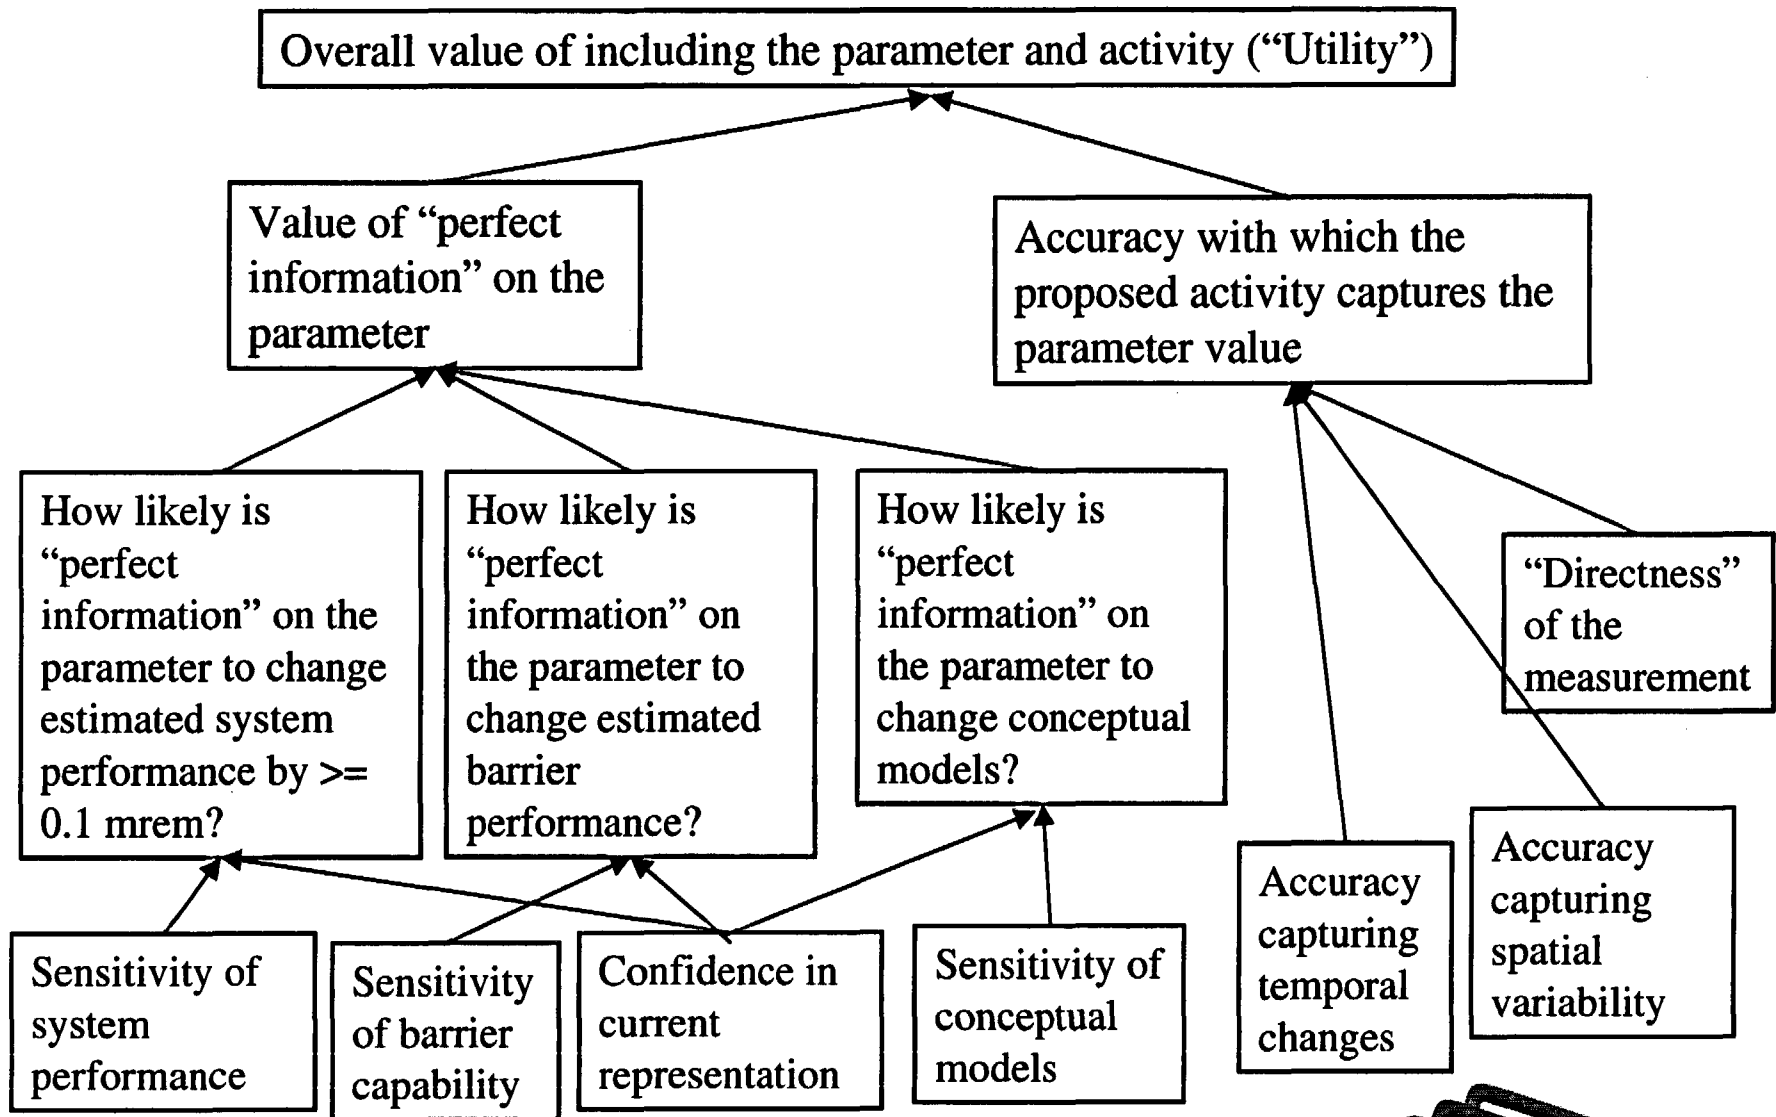 Overall value of including the parameter and activity (“Utility”)
Value of “perfect
information” on the
parameter
Accuracy with which the
proposed activity captures the
parameter value
How likely is
“perfect
information” on the
parameter to change
estimated system
performance by >=
0.1 mrem?
How likely is
“perfect
information” on
the parameter to
change estimated
barrier
performance?
How likely is
“perfect
information” on
the parameter to
change conceptual
models?
“Directness”
of the
measurement
Sensitivity of
system
performance
Sensitivity
of barrier
capability
Confidence in
current
representation
Sensitivity of
conceptual
models
Accuracy
capturing
temporal
changes
Accuracy
capturing
spatial
variability